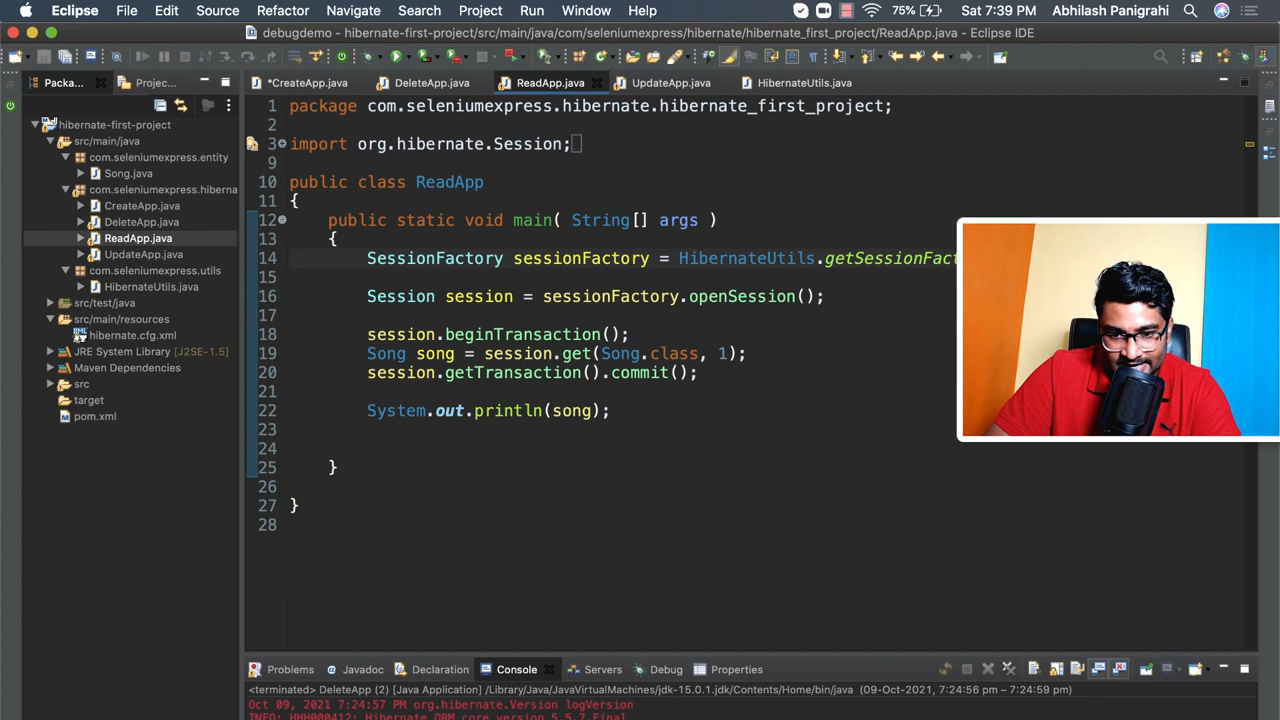 Eclipse File Edit Source Refactor Navigate Search Project Run Window Help 75% Sat 7:39 PM Abhilash Panigrahi
debugdemo - hibernate-first-project/src/main/java/com/seleniumexpress/hibernate/hibernate_first_project/ReadApp.java - Eclipse IDE
Packa... Projec... *CreateApp.java DeleteApp.java ReadApp.java UpdateApp.java HibernateUtils.java
hibernate-first-project
src/main/java
com.seleniumexpress.entity
Song.java
com.seleniumexpress.hiberna
CreateApp.java
DeleteApp.java
ReadApp.java
UpdateApp.java
com.seleniumexpress.utils
HibernateUtils.java
src/test/java
src/main/resources
hibernate.cfg.xml
JRE System Library [J2SE-1.5]
Maven Dependencies
src
target
pom.xml
1 package com.seleniumexpress.hibernate.hibernate_first_project;
2
3 import org.hibernate.Session;
9
10 public class ReadApp
11 {
12 public static void main( String[] args )
13 {
14 SessionFactory sessionFactory = HibernateUtils.getSessionFact
15
16 Session session = sessionFactory.openSession();
17
18 session.beginTransaction();
19 Song song = session.get(Song.class, 1);
20 session.getTransaction().commit();
21
22 System.out.println(song);
23
24
25 }
26
27 }
28
Problems @ Javadoc Declaration Console Servers Debug Properties
<terminated> DeleteApp (2) [Java Application] /Library/Java/JavaVirtualMachines/jdk-15.0.1.jdk/Contents/Home/bin/java (09-Oct-2021, 7:24:56 pm – 7:24:59 pm)
Oct 09, 2021 7:24:57 PM org.hibernate.Version logVersion
INFO: HHH000412: Hibernate ORM core version 5.5.7.Final